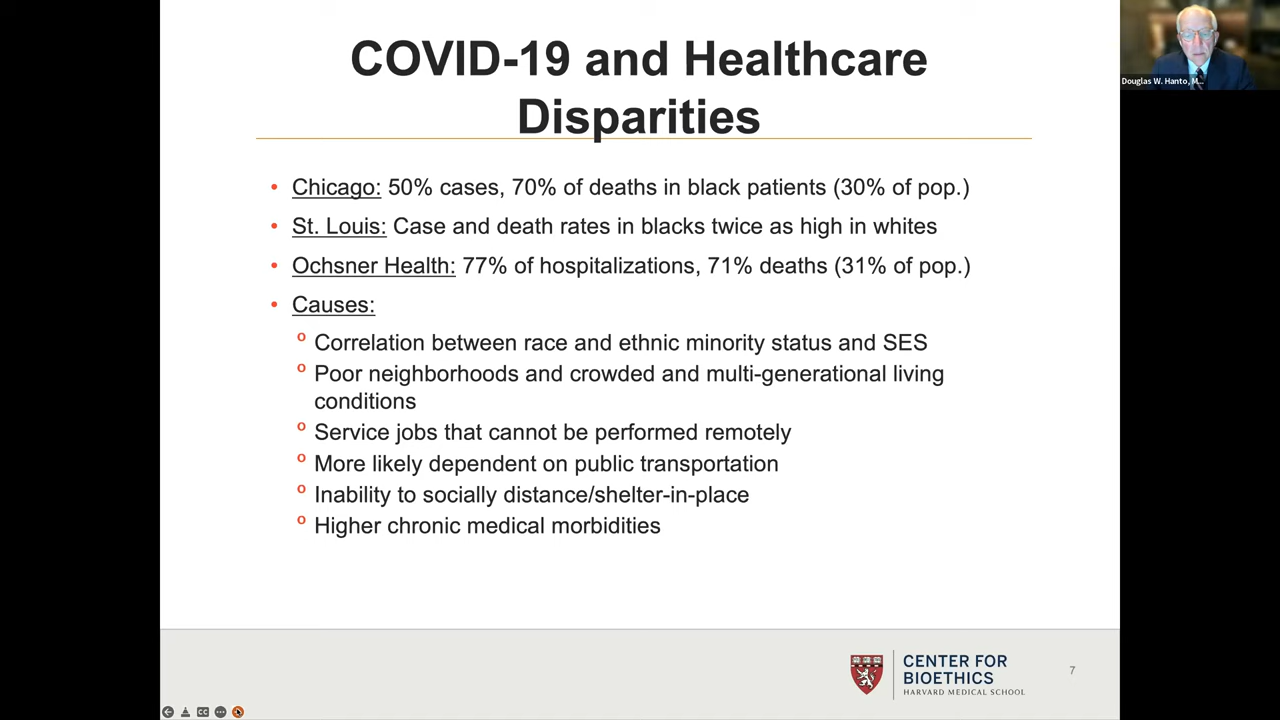 COVID-19 and Healthcare
Disparities
Douglas W. Hanto, M...
• Chicago: 50% cases, 70% of deaths in black patients (30% of pop.)
• St. Louis: Case and death rates in blacks twice as high in whites
• Ochsner Health: 77% of hospitalizations, 71% deaths (31% of pop.)
• Causes:
o Correlation between race and ethnic minority status and SES
o Poor neighborhoods and crowded and multi-generational living
conditions
o Service jobs that cannot be performed remotely
o More likely dependent on public transportation
o Inability to socially distance/shelter-in-place
o Higher chronic medical morbidities
CENTER FOR
BIOETHICS
HARVARD MEDICAL SCHOOL
7
CC